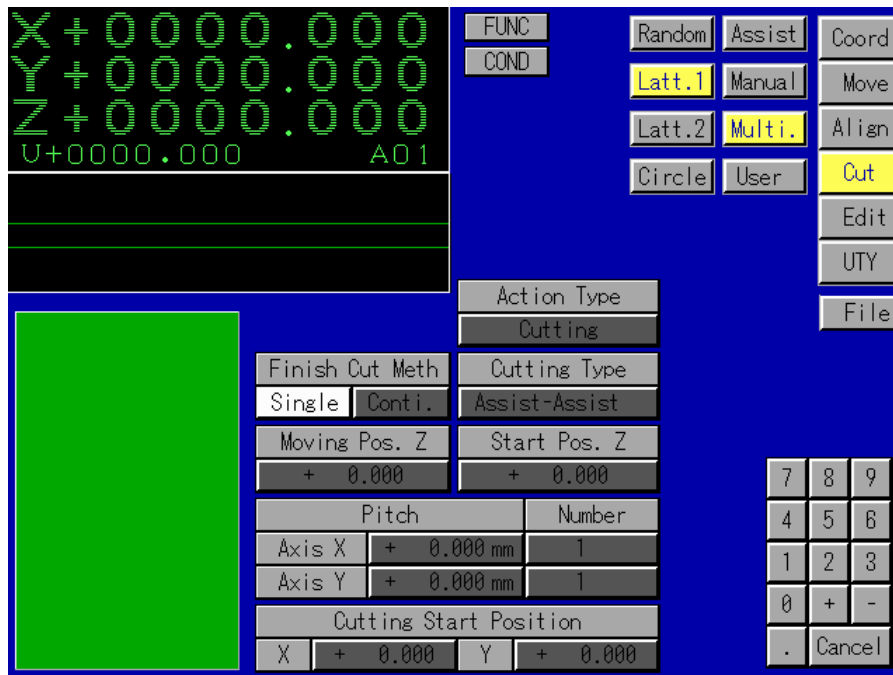 X+0000.000
Y+0000.000
Z+0000.000
U+0000.000 A01
FUNC
COND
Random Assist
Latt.1 Manual
Latt.2 Multi.
Circle User
Coord
Move
Align
Cut
Edit
UTY
File
Action Type
Cutting
Finish Cut Meth Cutting Type
Single Conti. Assist-Assist
Moving Pos. Z Start Pos. Z
+ 0.000 + 0.000
Pitch Number
Axis X + 0.000 mm 1
Axis Y + 0.000 mm 1
Cutting Start Position
X + 0.000 Y + 0.000
7 8 9
4 5 6
1 2 3
0 + -
. Cancel